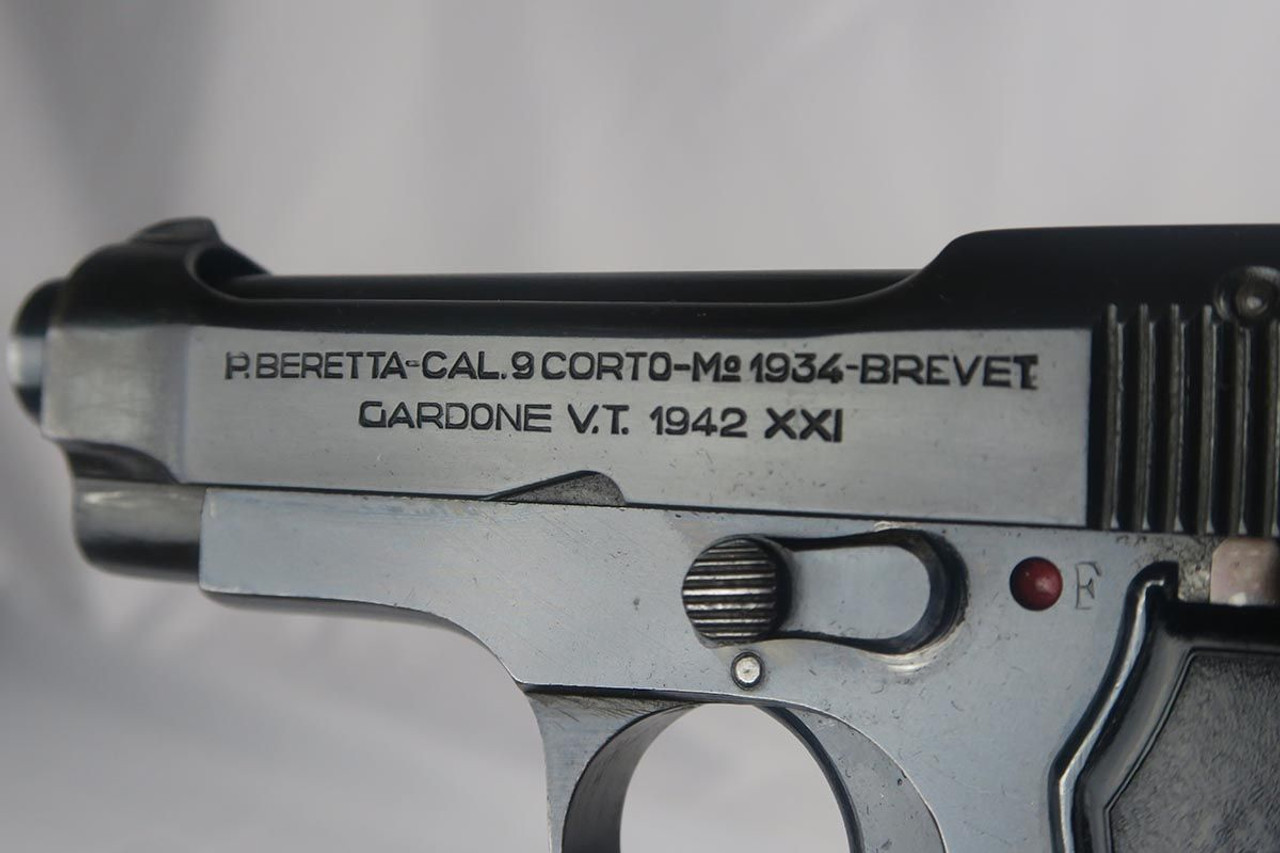 P.BERETTA-CAL.9 CORTO-Mº 1934-BREVET
GARDONE V.T. 1942 XXI
F